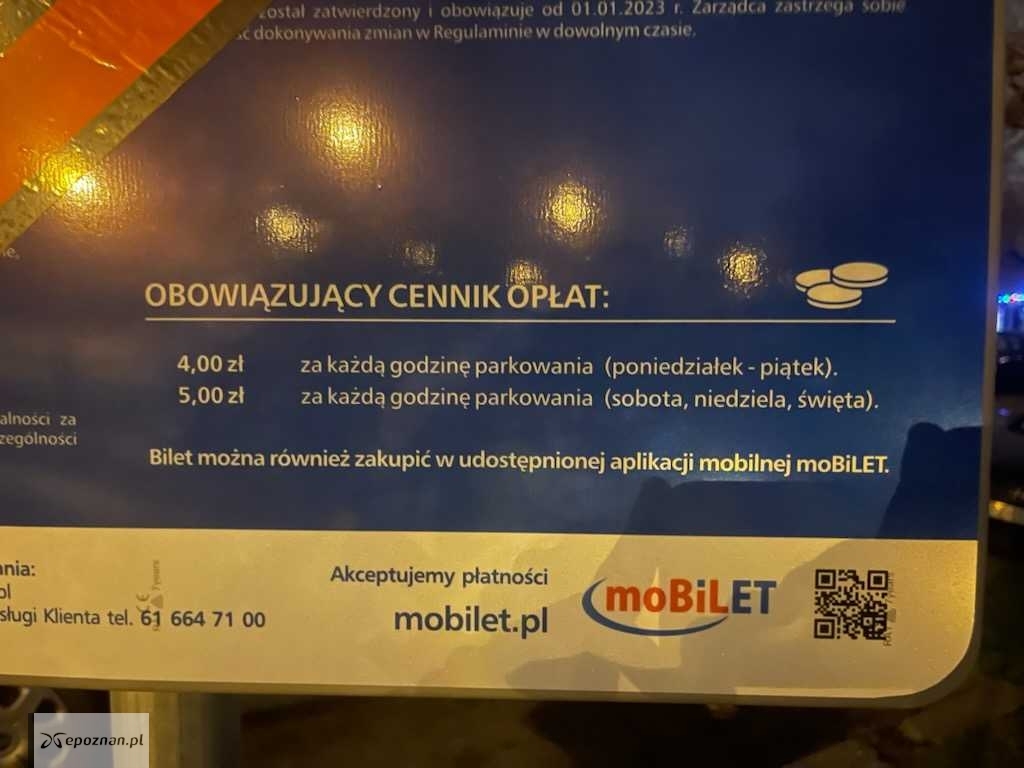 został zatwierdzony i obowiązuje od 01.01.2023 r. Zarządca zastrzega sobie
dokonywania zmian w Regulaminie w dowolnym czasie.
OBOWIĄZUJĄCY CENNIK OPŁAT:
4,00 zł za każdą godzinę parkowania (poniedziałek - piątek).
5,00 zł za każdą godzinę parkowania (sobota, niedziela, święta).
alności za
zególności
Bilet można również zakupić w udostępnionej aplikacji mobilnej moBiLET.
ania:
ol
sługi Klienta tel. 61 664 71 00
Akceptujemy płatności
mobilet.pl
moBiLET
epoznan.pl